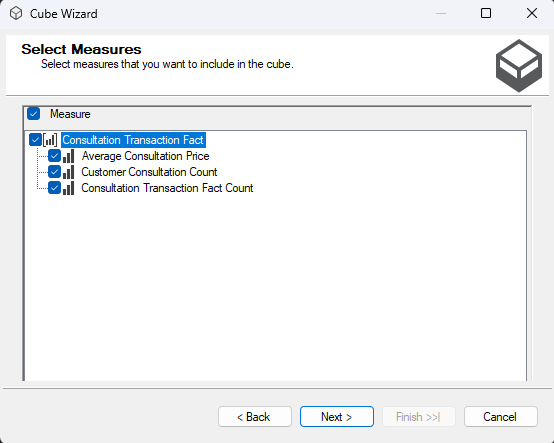 Cube Wizard
Select Measures
Select measures that you want to include in the cube.
Measure
Consultation Transaction Fact
Average Consultation Price
Customer Consultation Count
Consultation Transaction Fact Count
< Back
Next >
Finish >>|
Cancel